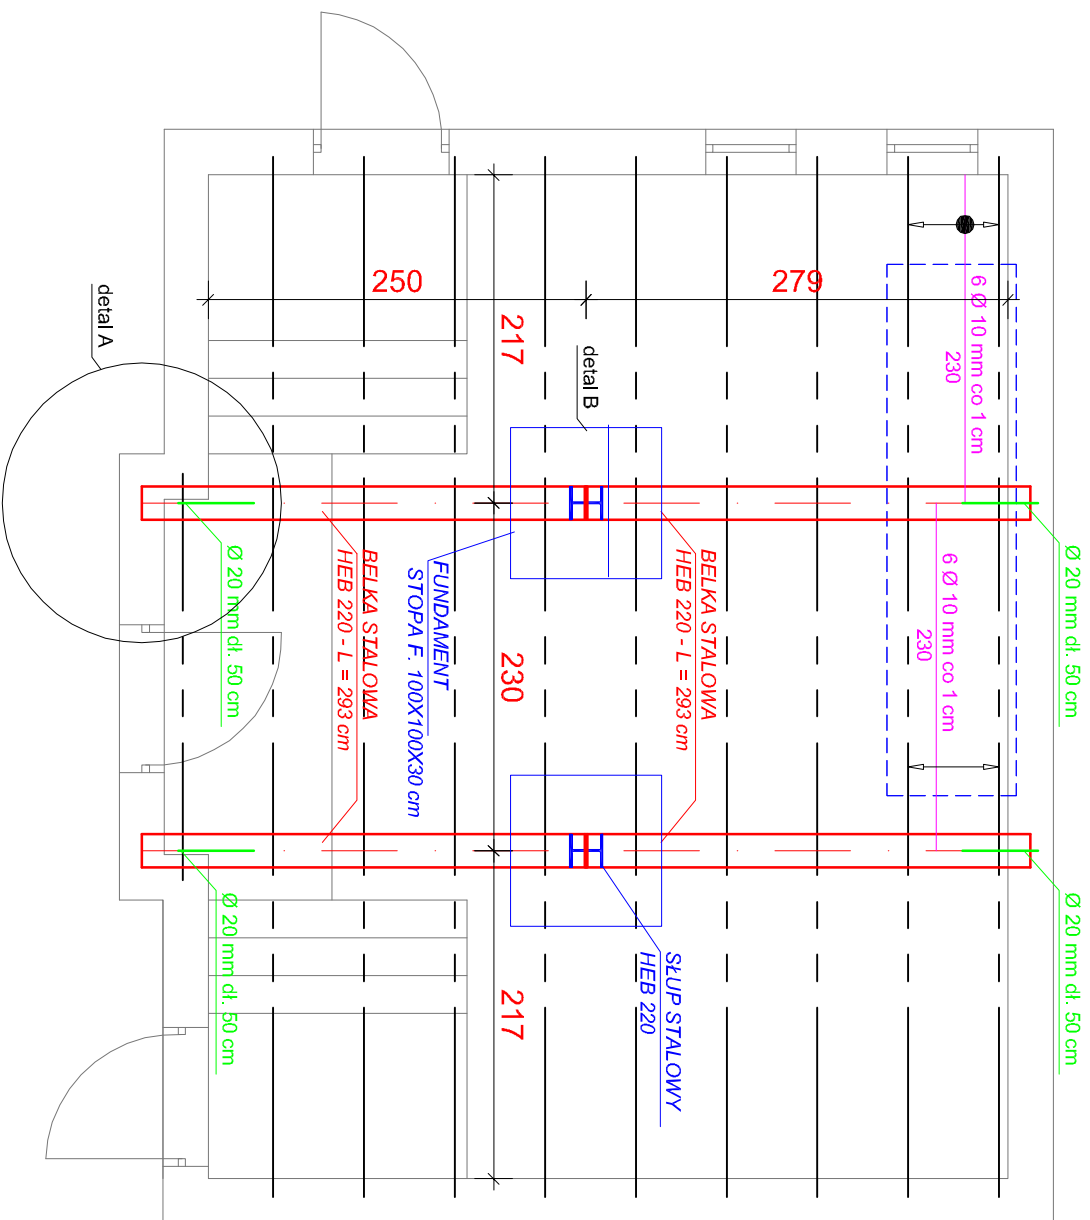 250
279
217
230
217
detal A
detal B
6 Ø 10 mm co 1 cm
230
6 Ø 10 mm co 1 cm
230
Ø 20 mm dł. 50 cm
Ø 20 mm dł. 50 cm
Ø 20 mm dł. 50 cm
Ø 20 mm dł. 50 cm
BELKA STALOWA
HEB 220 - L = 293 cm
BELKA STALOWA
HEB 220 - L = 293 cm
FUNDAMENT
STOPA F. 100X100X30 cm
SŁUP STALOWY
HEB 220